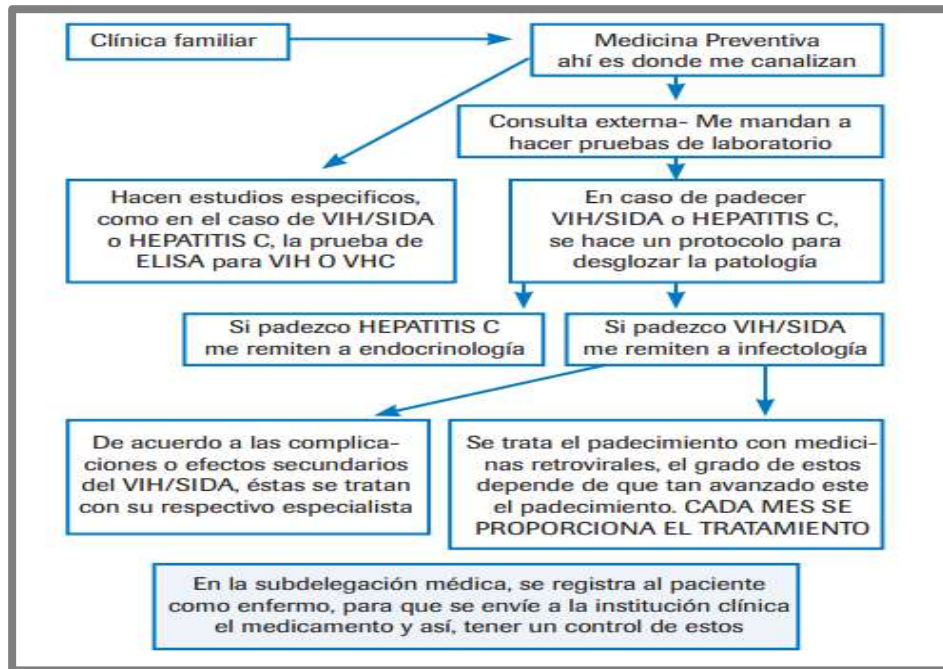 Clínica familiar
Medicina Preventiva
ahí es donde me canalizan
Consulta externa- Me mandan a
hacer pruebas de laboratorio
Hacen estudios especificos,
como en el caso de VIH/SIDA
o HEPATITIS C, la prueba de
ELISA para VIH O VHC
En caso de padecer
VIH/SIDA o HEPATITIS C,
se hace un protocolo para
desglozar la patología
Si padezco HEPATITIS C
me remiten a endocrinología
Si padezco VIH/SIDA
me remiten a infectología
De acuerdo a las complica-
ciones o efectos secundarios
del VIH/SIDA, éstas se tratan
con su respectivo especialista
Se trata el padecimiento con medici-
nas retrovirales, el grado de estos
depende de que tan avanzado este
el padecimiento. CADA MES SE
PROPORCIONA EL TRATAMIENTO
En la subdelegación médica, se registra al paciente
como enfermo, para que se envíe a la institución clínica
el medicamento y así, tener un control de estos